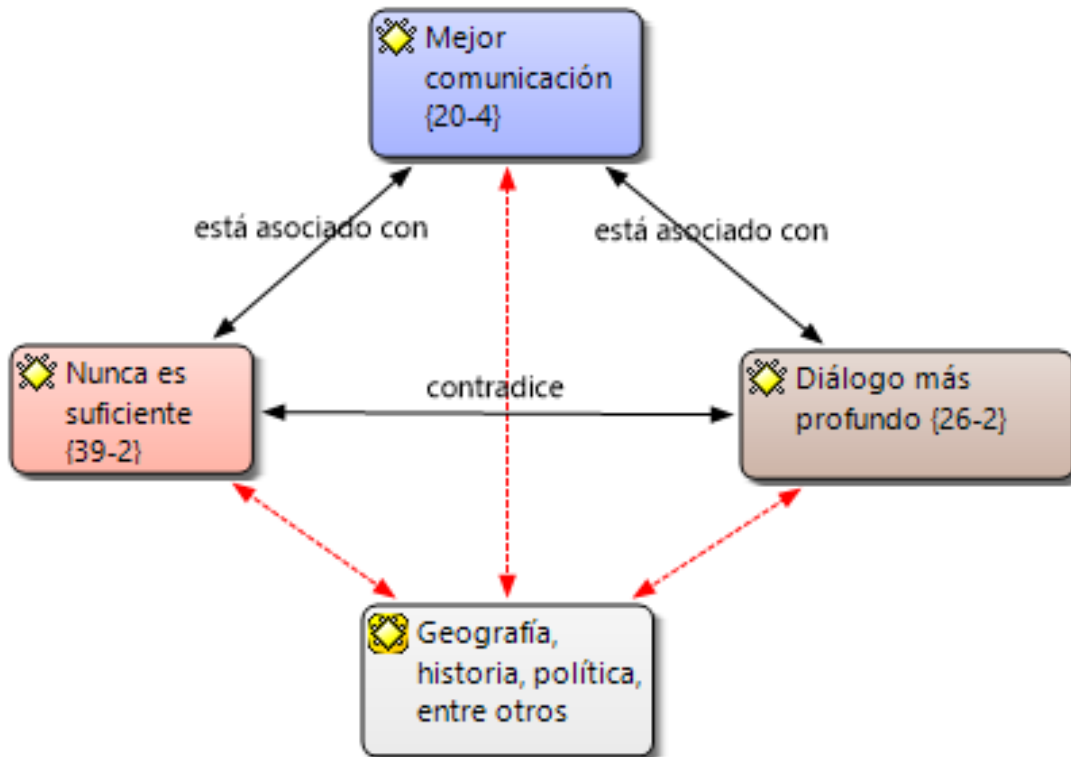 Mejor
comunicación
{20-4}
está asociado con
está asociado con
Nunca es
suficiente
{39-2}
contradice
Diálogo más
profundo {26-2}
Geografía,
historia, política,
entre otros